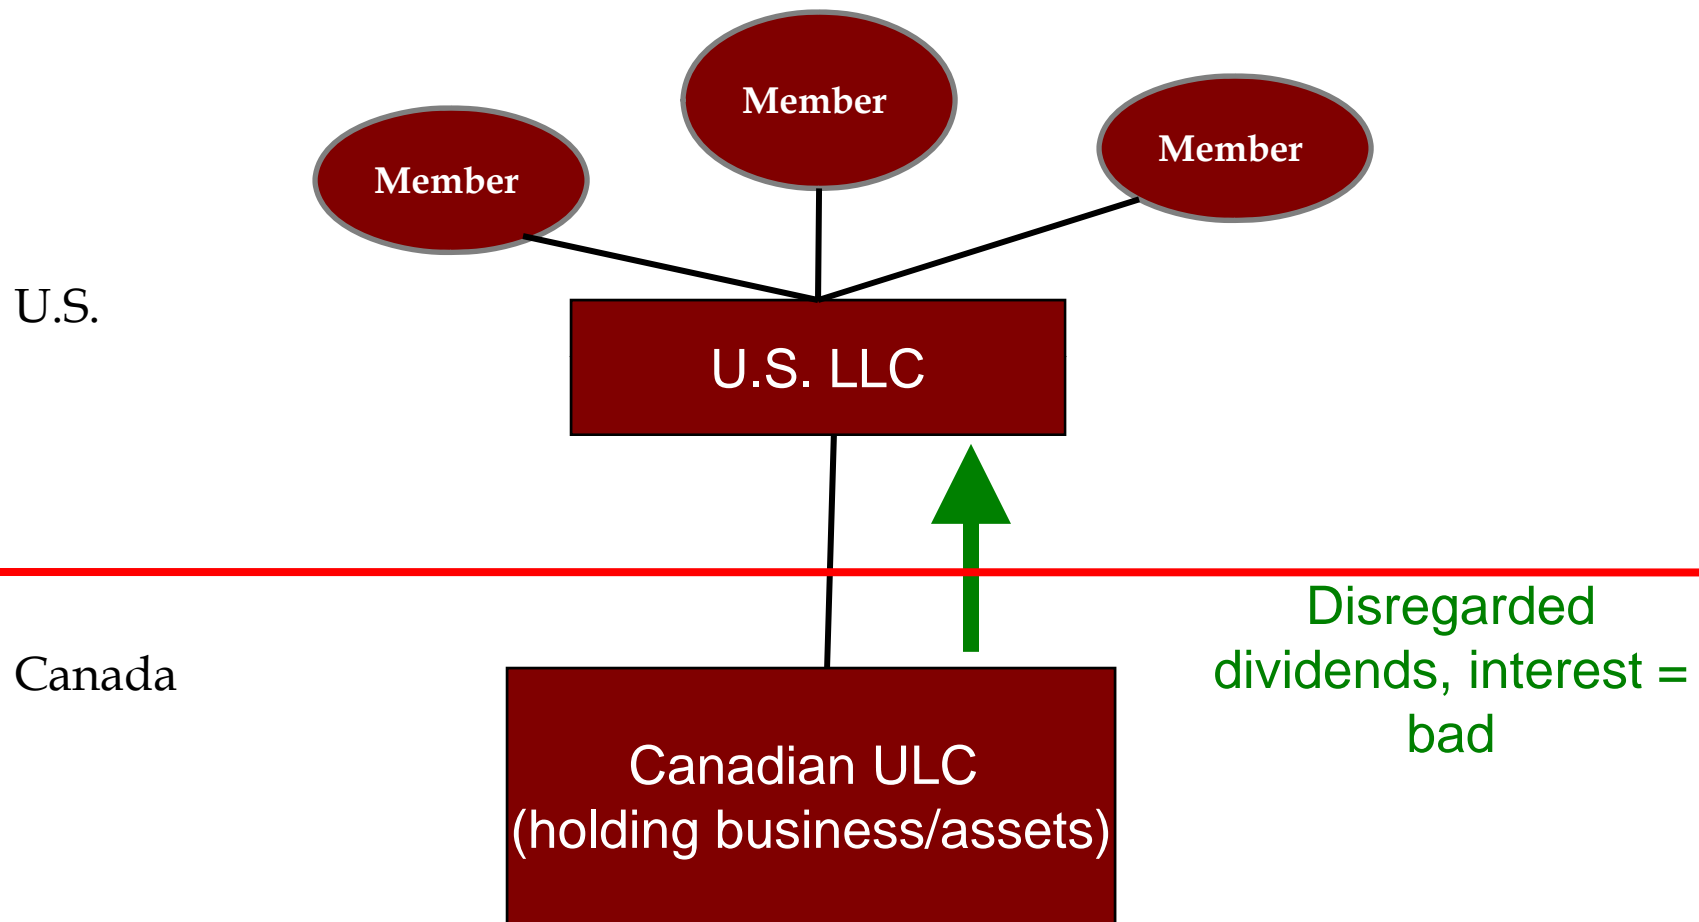 Member
Member
Member
U.S.
U.S. LLC
Disregarded
dividends, interest =
bad
Canada
Canadian ULC
(holding business/assets)